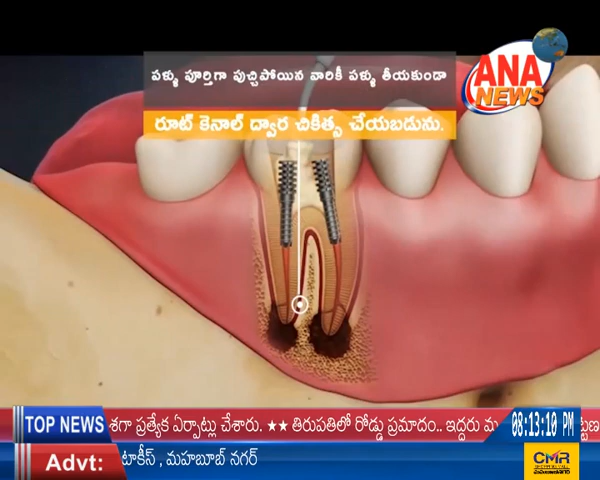 పళ్ళు పూర్తిగా పుచ్చిపోయిన వారికీ పళ్ళు తీయకుండా
రూట్ కెనాల్ ద్వార చికిత్స చేయబడును.
ANA
NEWS
TOP NEWS
శగా ప్రత్యేక ఏర్పాట్లు చేశారు. ★★ తిరుపతిలో రోడ్డు ప్రమాదం.. ఇద్దరు మ
08:13:10 PM
ట్టణ
Advt:
టాకీస్ , మహబూబ్ నగర్
CMR